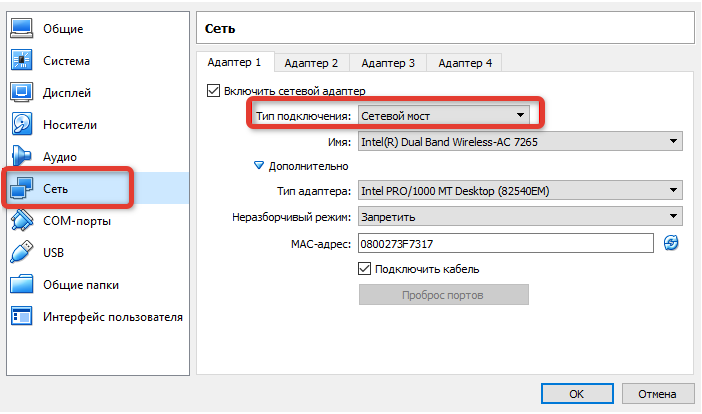 Общие
Система
Дисплей
Носители
Аудио
Сеть
COM-порты
USB
Общие папки
Интерфейс пользователя
Сеть
Адаптер 1 Адаптер 2 Адаптер 3 Адаптер 4
Включить сетевой адаптер
Тип подключения: Сетевой мост
Имя: Intel(R) Dual Band Wireless-AC 7265
Дополнительно
Тип адаптера: Intel PRO/1000 MT Desktop (82540EM)
Неразборчивый режим: Запретить
MAC-адрес: 0800273F7317
Подключить кабель
Проброс портов
OK Отмена